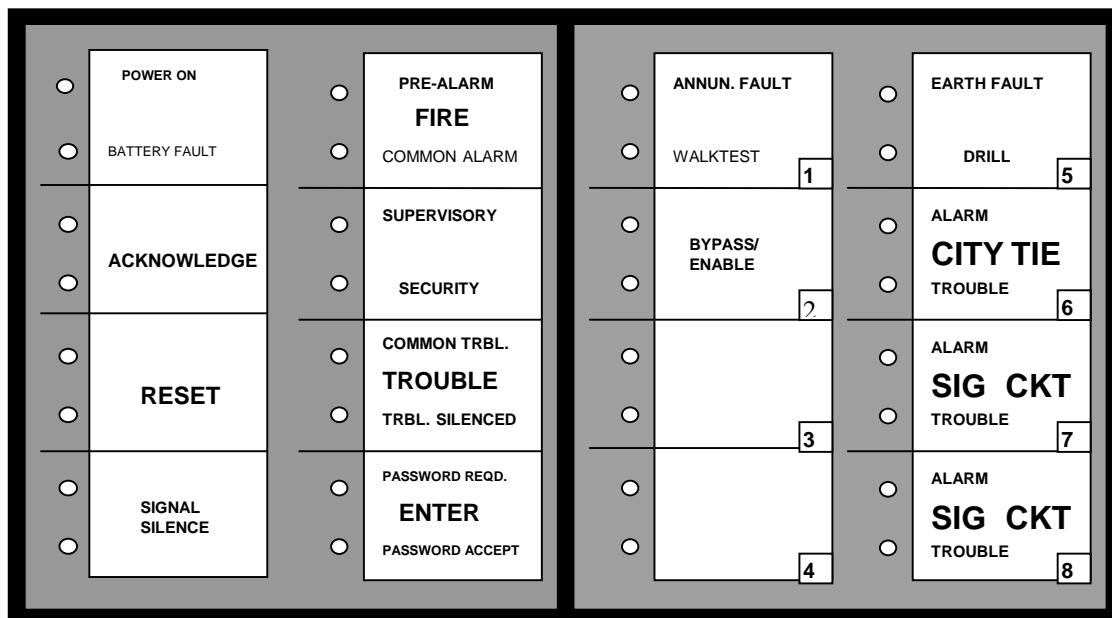 POWER ON
BATTERY FAULT
ACKNOWLEDGE
RESET
SIGNAL
SILENCE
PRE-ALARM
FIRE
COMMON ALARM
SUPERVISORY
SECURITY
COMMON TRBL.
TROUBLE
TRBL. SILENCED
PASSWORD REQD.
ENTER
PASSWORD ACCEPT
ANNUN. FAULT
WALKTEST
1
BYPASS/
ENABLE
2
3
4
EARTH FAULT
DRILL
5
ALARM
CITY TIE
TROUBLE
6
ALARM
SIG CKT
TROUBLE
7
ALARM
SIG CKT
TROUBLE
8